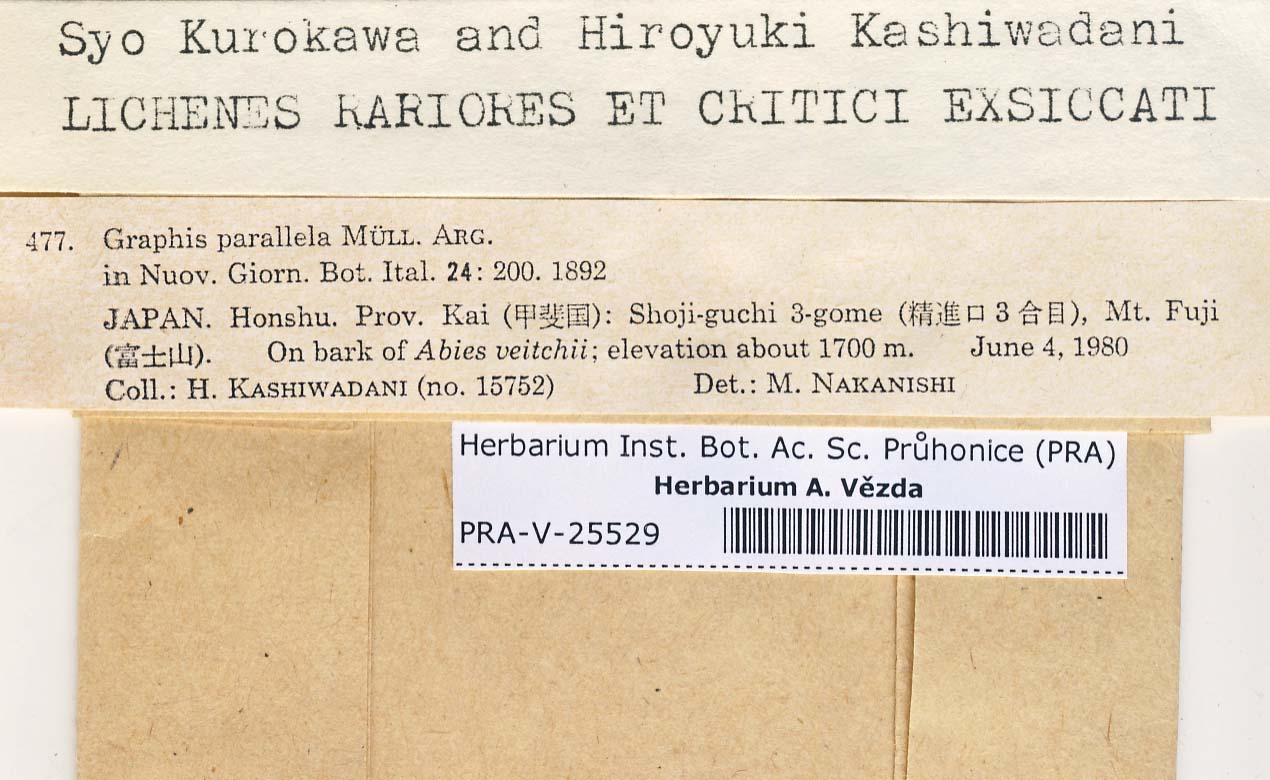 Syo Kurokawa and Hiroyuki Kashiwadani
LICHENES RARIORES ET CRITICI EXSICCATI
477. Graphis parallela MÜLL. ARG.
in Nuov. Giorn. Bot. Ital. 24: 200. 1892
JAPAN. Honshu. Prov. Kai (甲斐国): Shoji-guchi 3-gome (精進口3合目), Mt. Fuji
(富士山). On bark of Abies veitchii; elevation about 1700 m. June 4, 1980
Coll.: H. KASHIWADANI (no. 15752) Det.: M. NAKANISHI
Herbarium Inst. Bot. Ac. Sc. Průhonice (PRA)
Herbarium A. Vězda
PRA-V-25529